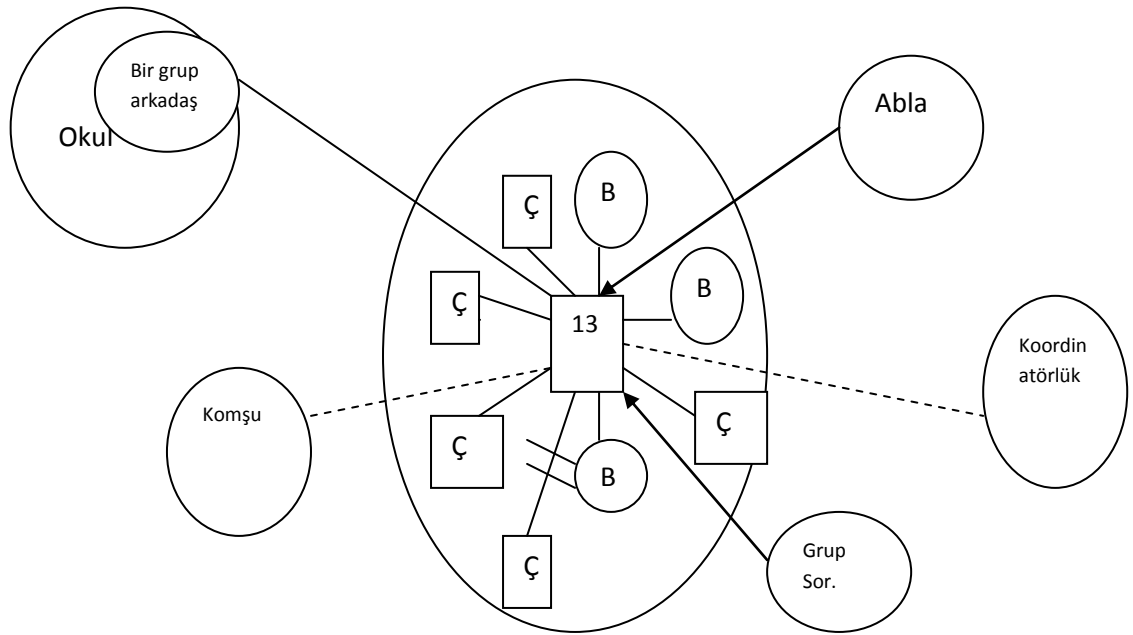 Bir grup
arkadaş
Okul
Abla
Ç
B
Ç
B
13
Koordin
atörlük
Komşu
Ç
Ç
B
Ç
Grup
Sor.